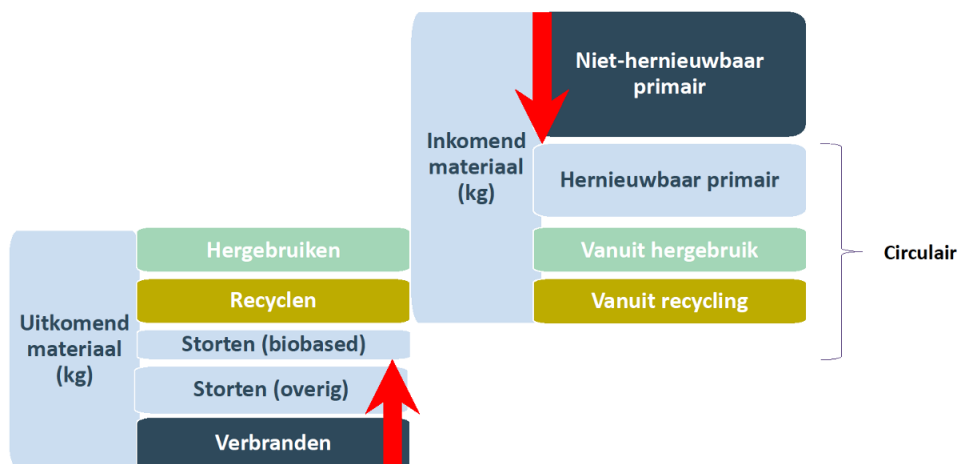 Niet-hernieuwbaar
primair
Inkomend
materiaal
(kg)
Hernieuwbaar primair
Vanuit hergebruik
Vanuit recycling
Circulair
Uitkomend
materiaal
(kg)
Hergebruiken
Recyclen
Storten (biobased)
Storten (overig)
Verbranden